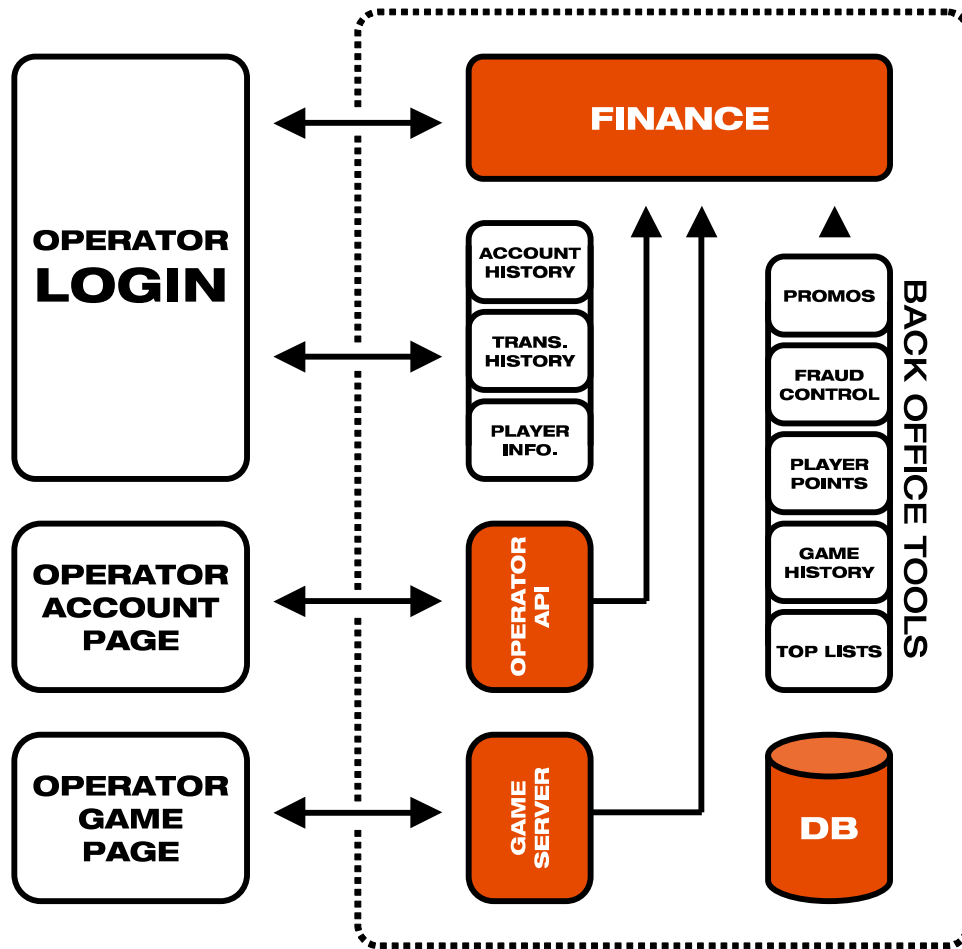 FINANCE
OPERATOR
LOGIN
ACCOUNT
HISTORY
TRANS.
HISTORY
PLAYER
INFO.
PROMOS
FRAUD
CONTROL
PLAYER
POINTS
GAME
HISTORY
TOP LISTS
BACK OFFICE TOOLS
OPERATOR
ACCOUNT
PAGE
OPERATOR
API
OPERATOR
GAME
PAGE
GAME
SERVER
DB